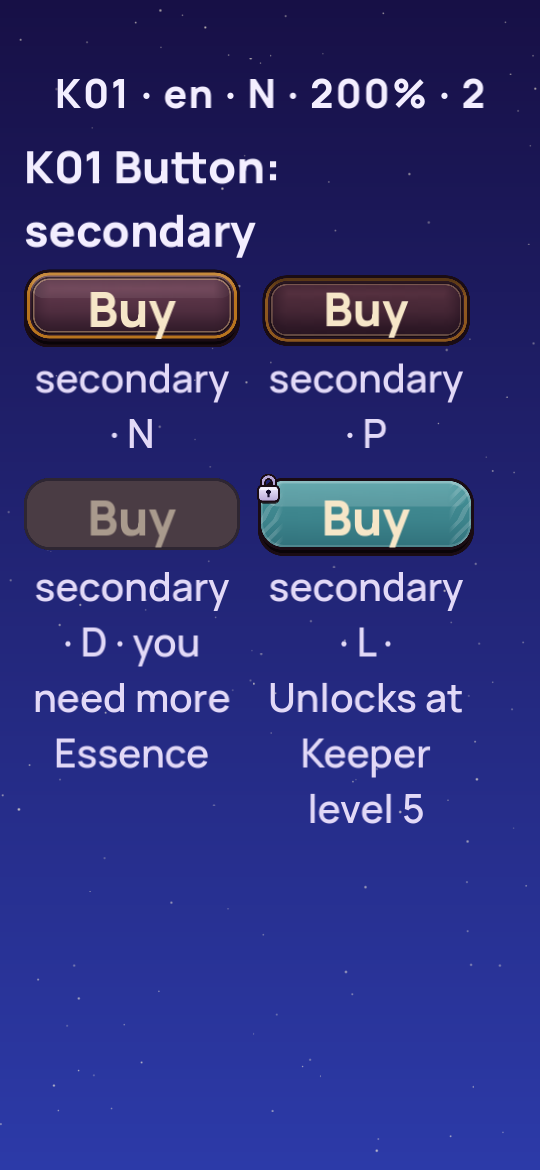 K01 · en · N · 200% · 2
K01 Button:
secondary
Buy
Buy
secondary
· N
secondary
· P
Buy
Buy
secondary
· D · you
need more
Essence
secondary
· L ·
Unlocks at
Keeper
level 5